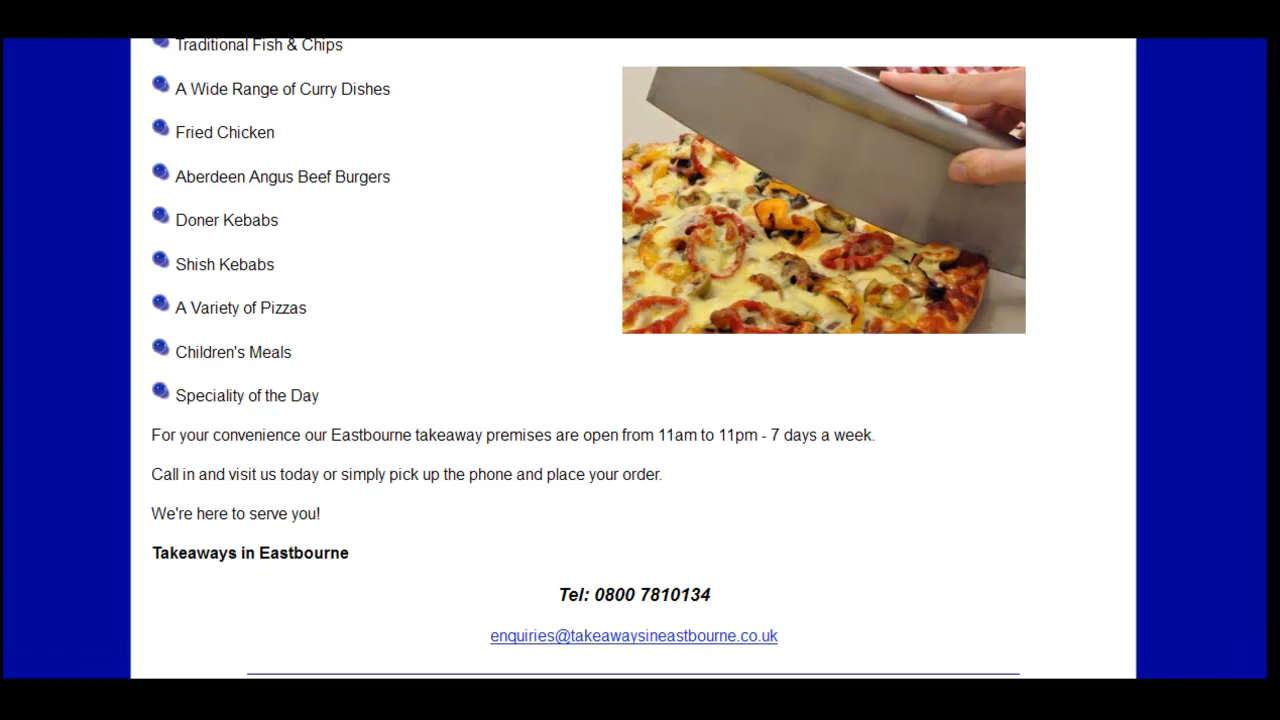 Traditional Fish & Chips
A Wide Range of Curry Dishes
Fried Chicken
Aberdeen Angus Beef Burgers
Doner Kebabs
Shish Kebabs
A Variety of Pizzas
Children's Meals
Speciality of the Day
For your convenience our Eastbourne takeaway premises are open from 11am to 11pm - 7 days a week.
Call in and visit us today or simply pick up the phone and place your order.
We're here to serve you!
Takeaways in Eastbourne
Tel: 0800 7810134
enquiries@takeawaysineastbourne.co.uk